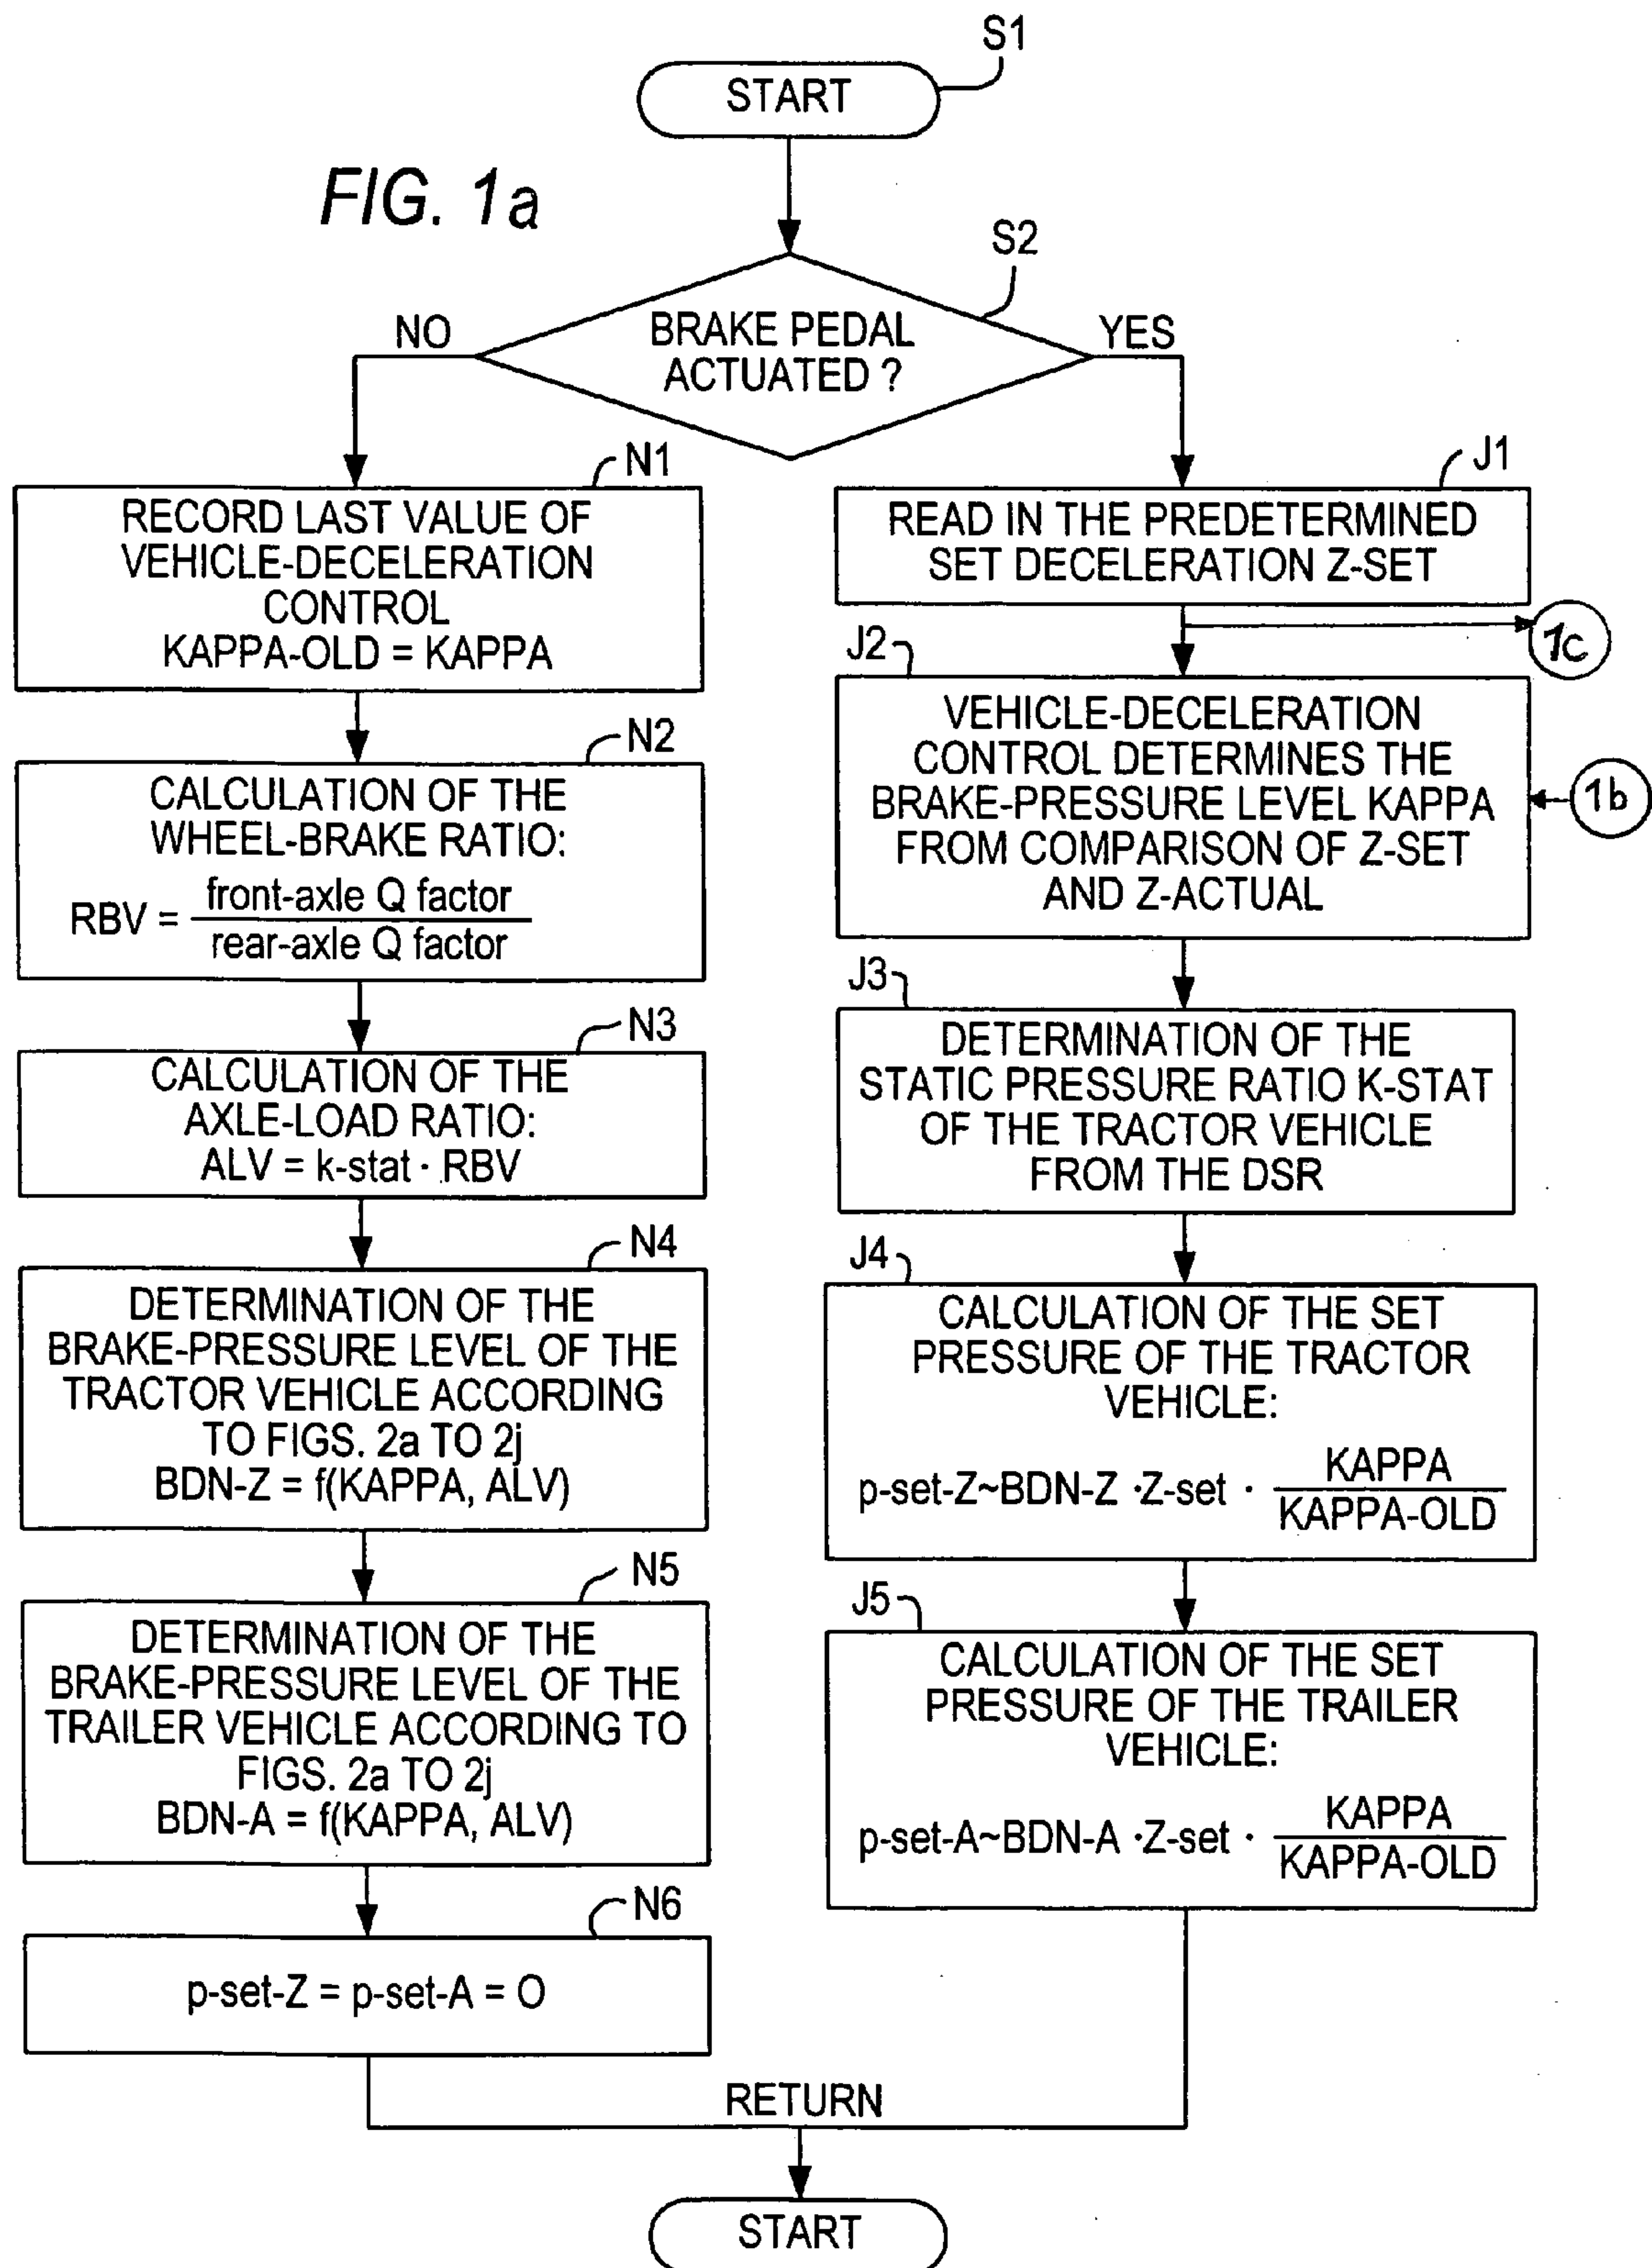 S1
START
FIG. 1a
S2
BRAKE PEDAL
ACTUATED ?
NO
YES
N1
RECORD LAST VALUE OF
VEHICLE-DECELERATION
CONTROL
KAPPA-OLD = KAPPA
N2
CALCULATION OF THE
WHEEL-BRAKE RATIO:
RBV = front-axle Q factor
rear-axle Q factor
N3
CALCULATION OF THE
AXLE-LOAD RATIO:
ALV = k-stat · RBV
N4
DETERMINATION OF THE
BRAKE-PRESSURE LEVEL OF THE
TRACTOR VEHICLE ACCORDING
TO FIGS. 2a TO 2j
BDN-Z = f(KAPPA, ALV)
N5
DETERMINATION OF THE
BRAKE-PRESSURE LEVEL OF THE
TRAILER VEHICLE ACCORDING TO
FIGS. 2a TO 2j
BDN-A = f(KAPPA, ALV)
N6
p-set-Z = p-set-A = O
J1
READ IN THE PREDETERMINED
SET DECELERATION Z-SET
1c
J2
VEHICLE-DECELERATION
CONTROL DETERMINES THE
BRAKE-PRESSURE LEVEL KAPPA
FROM COMPARISON OF Z-SET
AND Z-ACTUAL
1b
J3
DETERMINATION OF THE
STATIC PRESSURE RATIO K-STAT
OF THE TRACTOR VEHICLE
FROM THE DSR
J4
CALCULATION OF THE SET
PRESSURE OF THE TRACTOR
VEHICLE:
p-set-Z~BDN-Z ·Z-set · KAPPA
KAPPA-OLD
J5
CALCULATION OF THE SET
PRESSURE OF THE TRAILER
VEHICLE:
p-set-A~BDN-A ·Z-set · KAPPA
KAPPA-OLD
RETURN
START